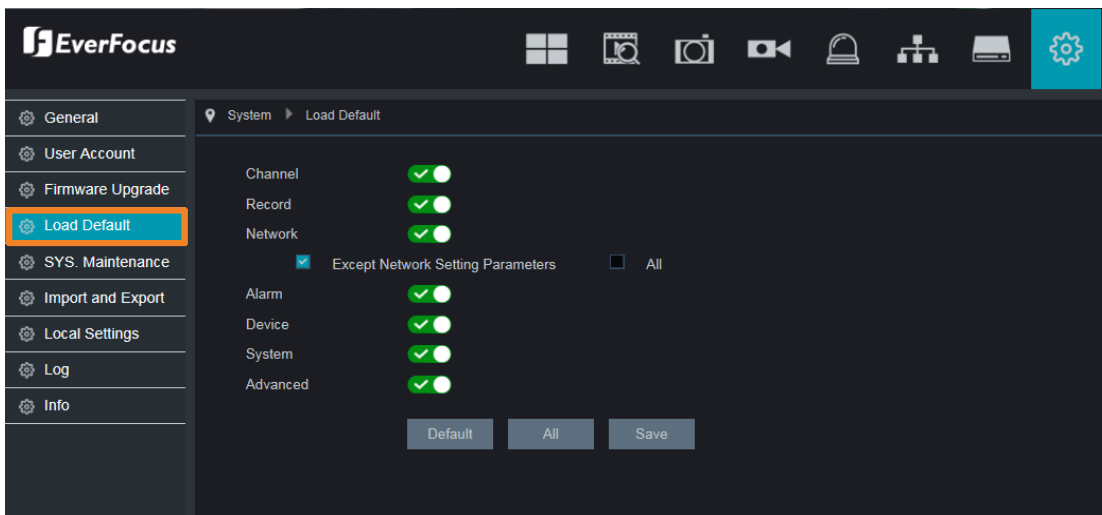 EverFocus
General
User Account
Firmware Upgrade
Load Default
SYS. Maintenance
Import and Export
Local Settings
Log
Info
System Load Default
Channel
Record
Network
Except Network Setting Parameters All
Alarm
Device
System
Advanced
Default All Save